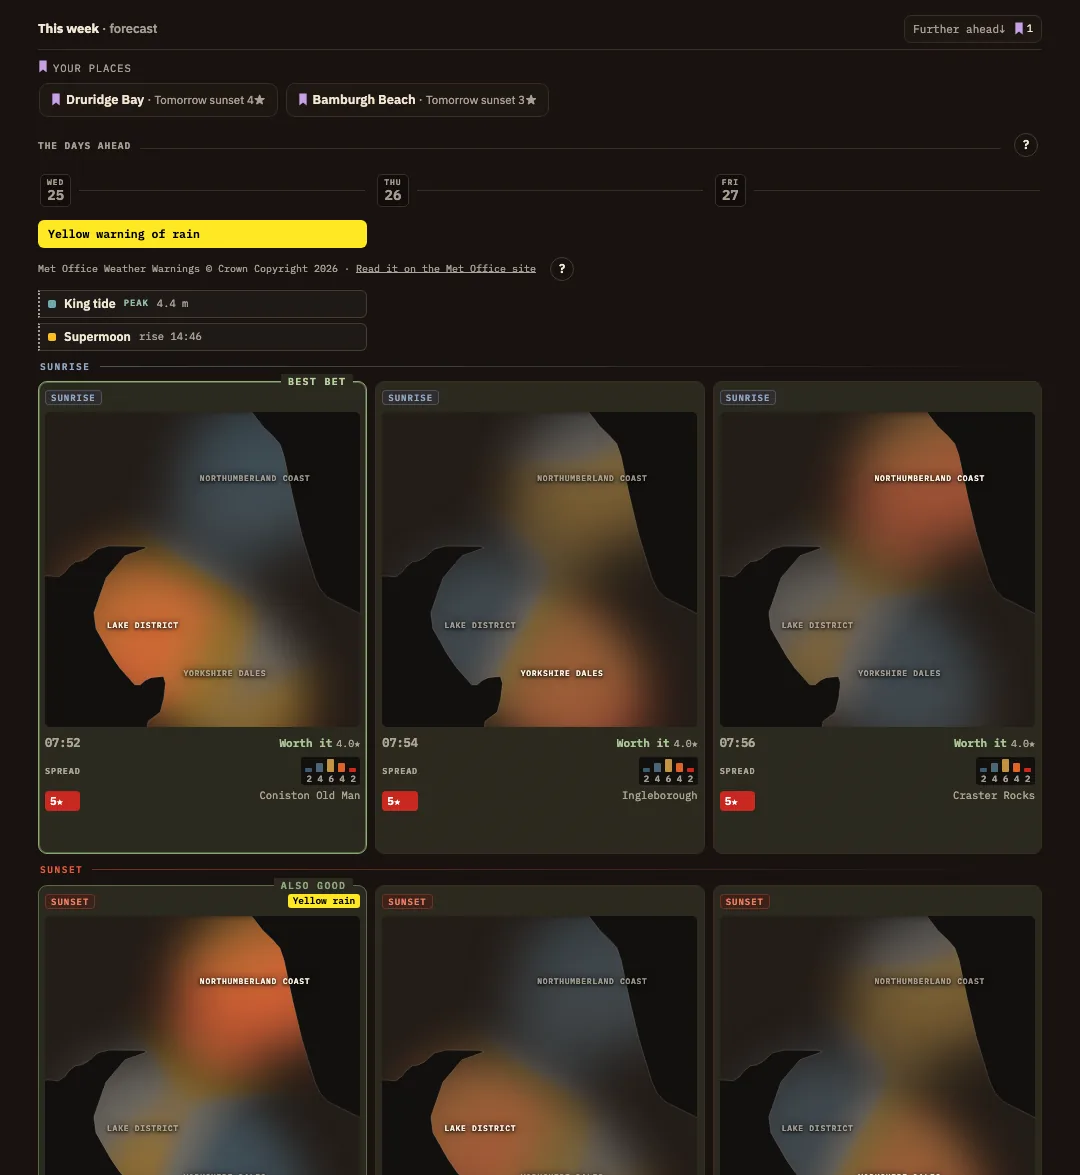 This week · forecast
Further ahead↓ 1
YOUR PLACES
Druridge Bay · Tomorrow sunset 4★
Bamburgh Beach · Tomorrow sunset 3★
THE DAYS AHEAD
?
WED
25
THU
26
FRI
27
Yellow warning of rain
Met Office Weather Warnings © Crown Copyright 2026 · Read it on the Met Office site
?
King tide PEAK 4.4 m
Supermoon rise 14:46
SUNRISE
BEST BET
SUNRISE
NORTHUMBERLAND COAST
LAKE DISTRICT
YORKSHIRE DALES
07:52
Worth it 4.0★
SPREAD
2 4 6 4 2
5★
Coniston Old Man
SUNRISE
NORTHUMBERLAND COAST
LAKE DISTRICT
YORKSHIRE DALES
07:54
Worth it 4.0★
SPREAD
2 4 6 4 2
5★
Ingleborough
SUNRISE
NORTHUMBERLAND COAST
LAKE DISTRICT
YORKSHIRE DALES
07:56
Worth it 4.0★
SPREAD
2 4 6 4 2
5★
Craster Rocks
SUNSET
ALSO GOOD
SUNSET
Yellow rain
NORTHUMBERLAND COAST
LAKE DISTRICT
SUNSET
NORTHUMBERLAND COAST
LAKE DISTRICT
SUNSET
NORTHUMBERLAND COAST
LAKE DISTRICT